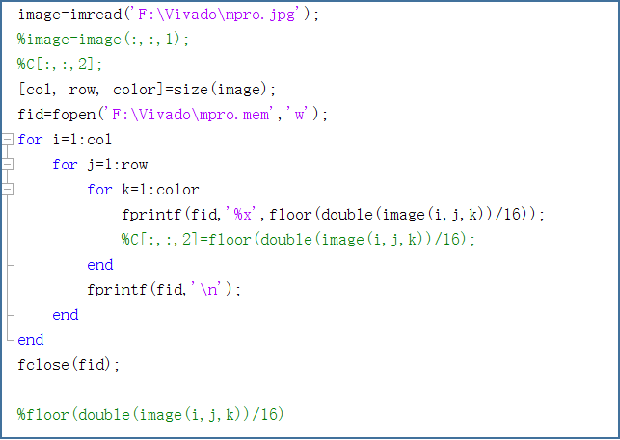 image=imread('F:\Vivado\npro.jpg');
%image=image(:,:,1);
%C[:,:,2];
[col, row, color]=size(image);
fid=fopen('F:\Vivado\mpro.mem','w');
for i=1:col
for j=1:row
for k=1:color
fprintf(fid,'%x',floor(double(image(i,j,k))/16));
%C[:,:,2]=floor(double(image(i,j,k))/16);
end
fprintf(fid,'\n');
end
end
fclose(fid);
%floor(double(image(i,j,k))/16)